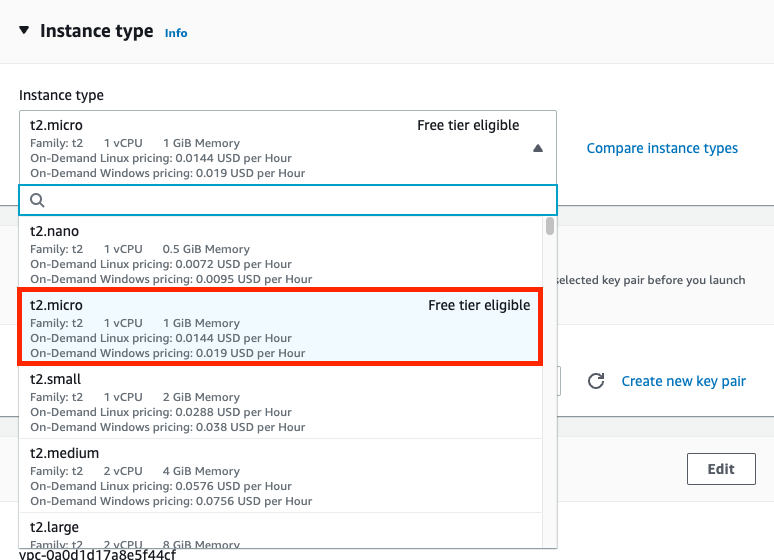 Instance type Info
Instance type
t2.micro Free tier eligible
Family: t2 1 vCPU 1 GiB Memory
On-Demand Linux pricing: 0.0144 USD per Hour
On-Demand Windows pricing: 0.019 USD per Hour
Compare instance types
t2.nano
Family: t2 1 vCPU 0.5 GiB Memory
On-Demand Linux pricing: 0.0072 USD per Hour
On-Demand Windows pricing: 0.0095 USD per Hour
selected key pair before you launch
t2.micro Free tier eligible
Family: t2 1 vCPU 1 GiB Memory
On-Demand Linux pricing: 0.0144 USD per Hour
On-Demand Windows pricing: 0.019 USD per Hour
t2.small
Family: t2 1 vCPU 2 GiB Memory
On-Demand Linux pricing: 0.0288 USD per Hour
On-Demand Windows pricing: 0.038 USD per Hour
Create new key pair
t2.medium
Family: t2 2 vCPU 4 GiB Memory
On-Demand Linux pricing: 0.0576 USD per Hour
On-Demand Windows pricing: 0.0756 USD per Hour
Edit
t2.large
Family: t2 2 vCPU 8 GiB Memory
vpc-0a0d1d17a8e5f44cf